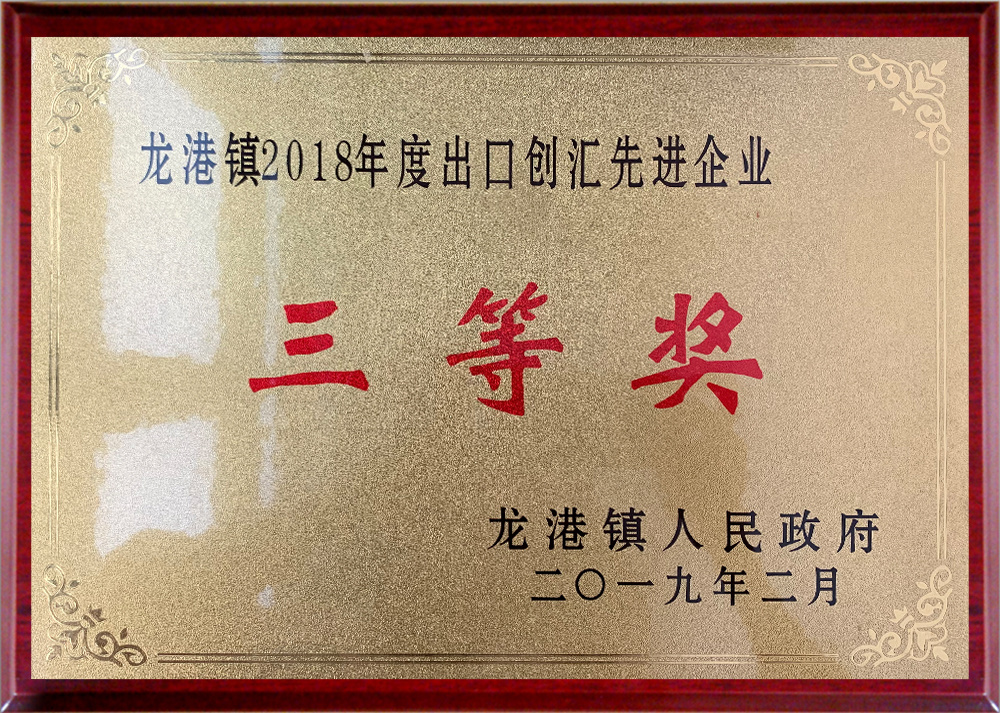 龙港镇2018年度出口创汇先进企业
三等奖
龙港镇人民政府
二〇一九年二月